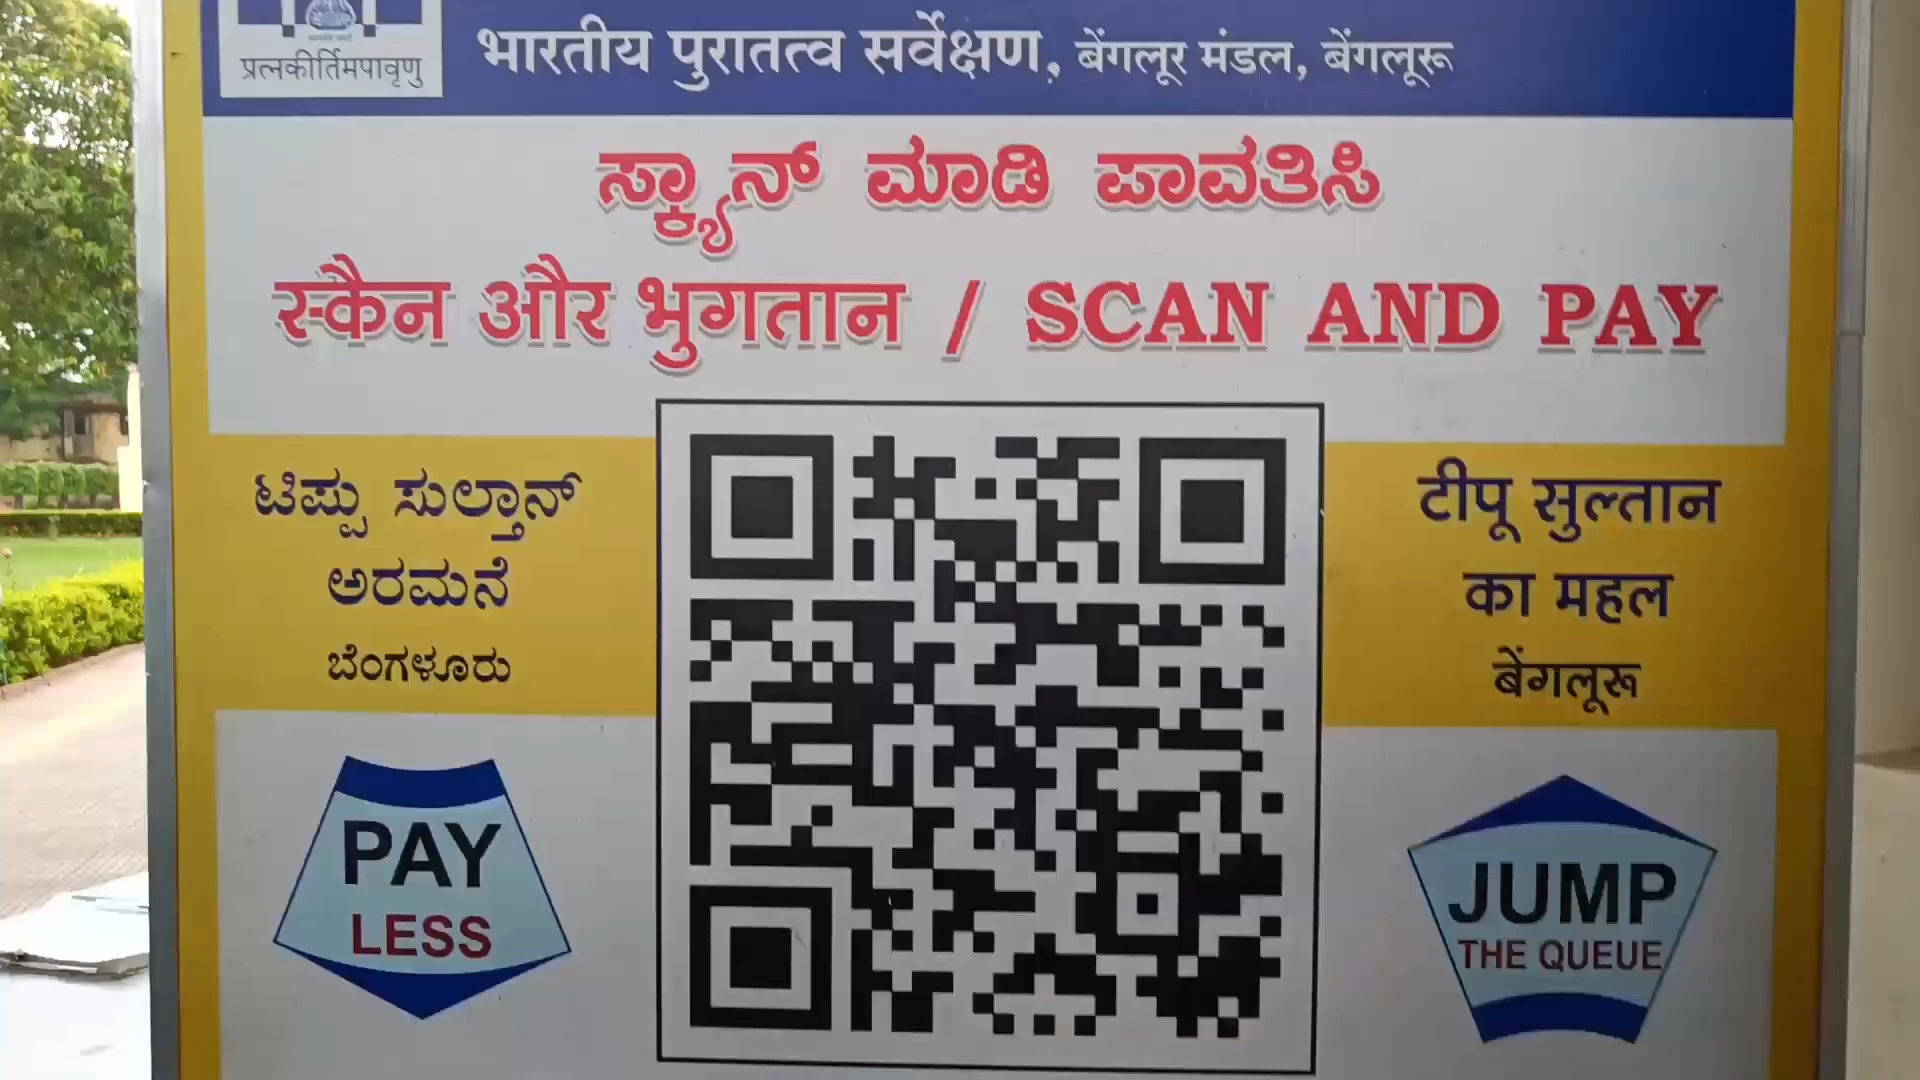 प्रत्नकीर्तिमपावृणु
भारतीय पुरातत्व सर्वेक्षण, बेंगलूर मंडल, बेंगलूरू
ಸ್ಕ್ಯಾನ್ ಮಾಡಿ ಪಾವತಿಸಿ
स्कैन और भुगतान / SCAN AND PAY
ಟಿಪ್ಪು ಸುಲ್ತಾನ್
ಅರಮನೆ
ಬೆಂಗಳೂರು
टीपू सुल्तान
का महल
बेंगलूरू
PAY
LESS
JUMP
THE QUEUE